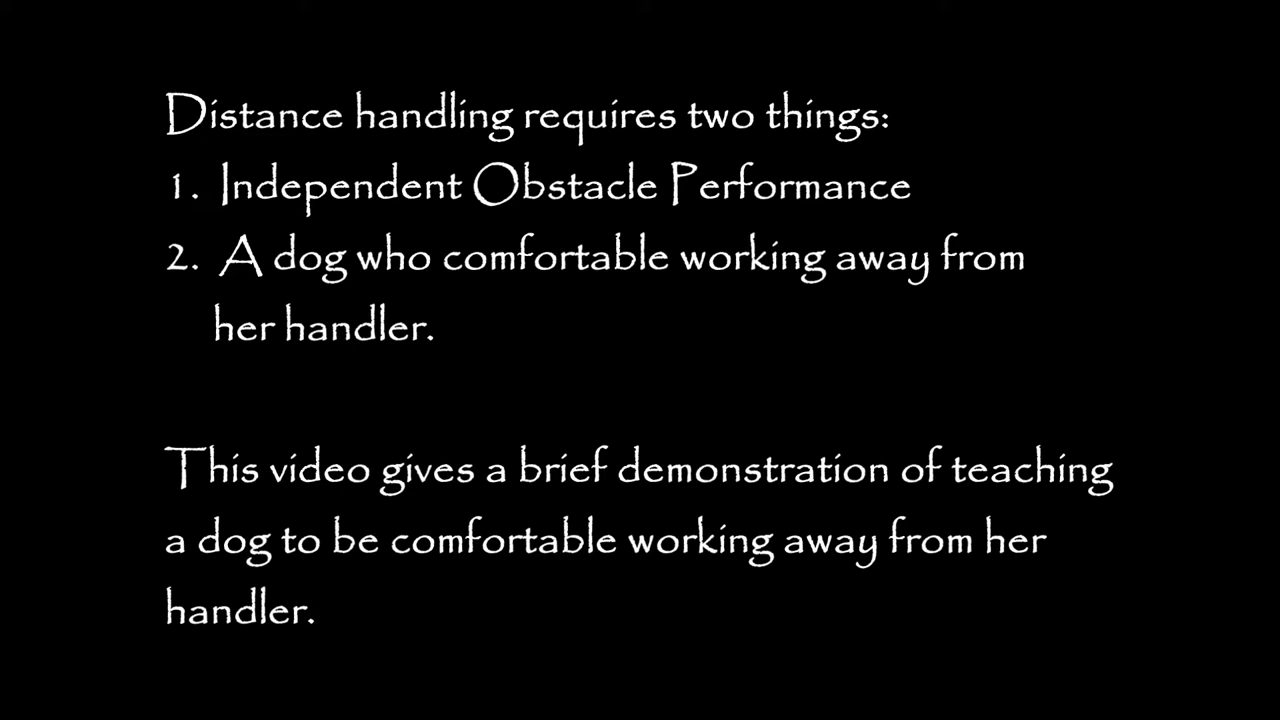 Distance handling requires two things:
1. Independent Obstacle Performance
2. A dog who comfortable working away from
her handler.
This video gives a brief demonstration of teaching
a dog to be comfortable working away from her
handler.